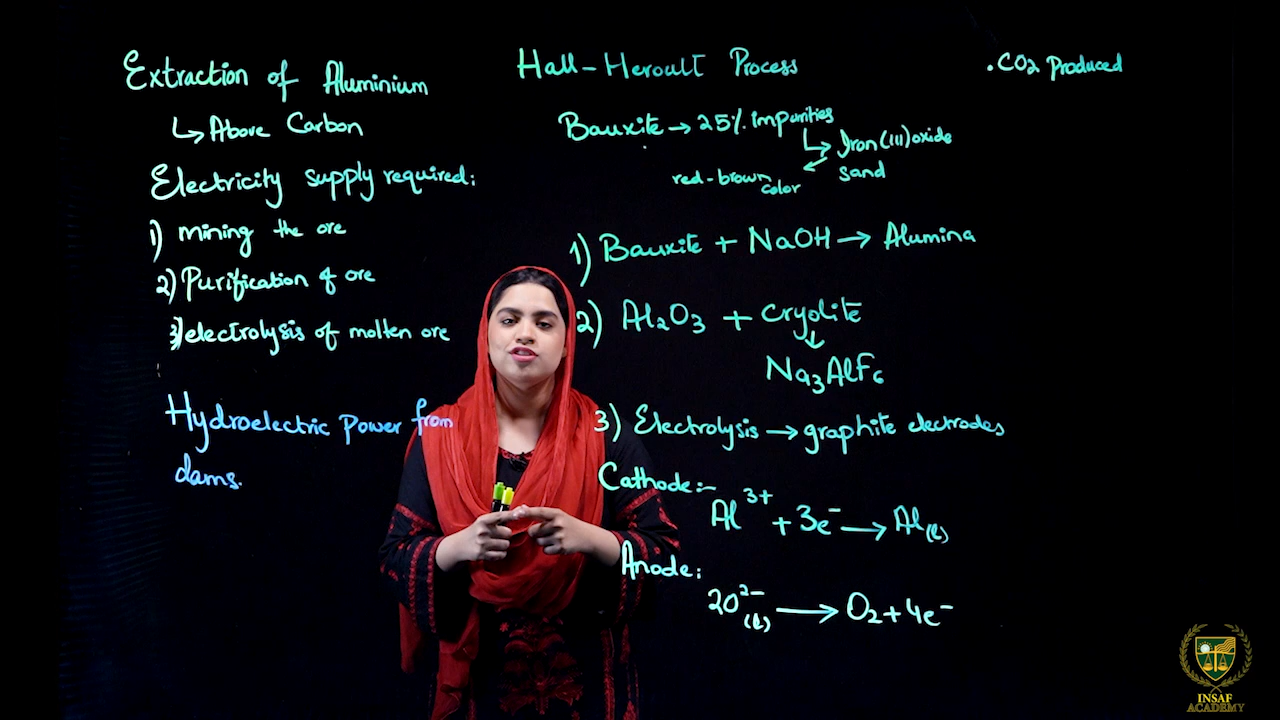 Extraction of Aluminium
↳ Above Carbon
Electricity supply required:
1) mining the ore
2) Purification of ore
3) electrolysis of molten ore
Hydroelectric Power from
dams.
Hall-Heroult Process
Bauxite → 25% impurities
↳ Iron(III)oxide
sand
red-brown
color
1) Bauxite + NaOH → Alumina
2) Al2O3 + cryolite
↓
Na3AlF6
3) Electrolysis → graphite electrodes
Cathode:-
Al3+ + 3e- → Al(l)
Anode:
2O2-(l) → O2 + 4e-
.CO2 Produced
INSAF
ACADEMY